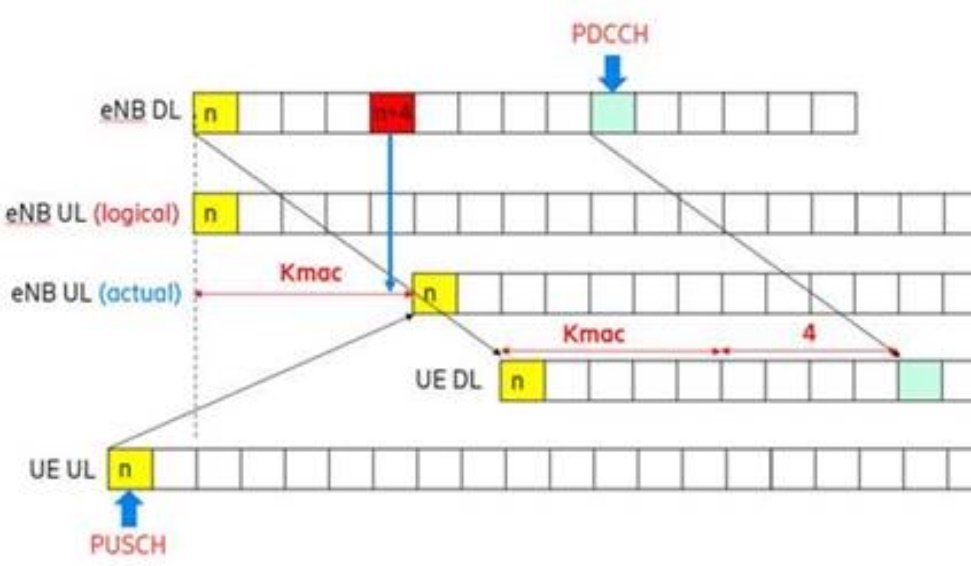 PDCCH
eNB DL n n+4
eNB UL (logical) n
Kmac
eNB UL (actual) n
Kmac 4
UE DL n
UE UL n
PUSCH